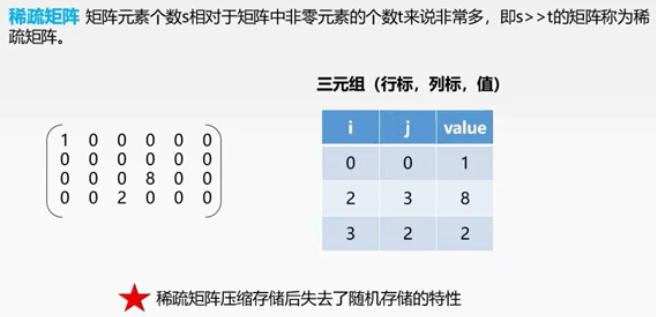 稀疏矩阵 矩阵元素个数s相对于矩阵中非零元素的个数t来说非常多，即s>>t的矩阵称为稀
疏矩阵。
三元组（行标，列标，值）
1 0 0 0 0 0
0 0 0 0 0 0
0 0 0 8 0 0
0 0 2 0 0 0
i j value
0 0 1
2 3 8
3 2 2
稀疏矩阵压缩存储后失去了随机存储的特性